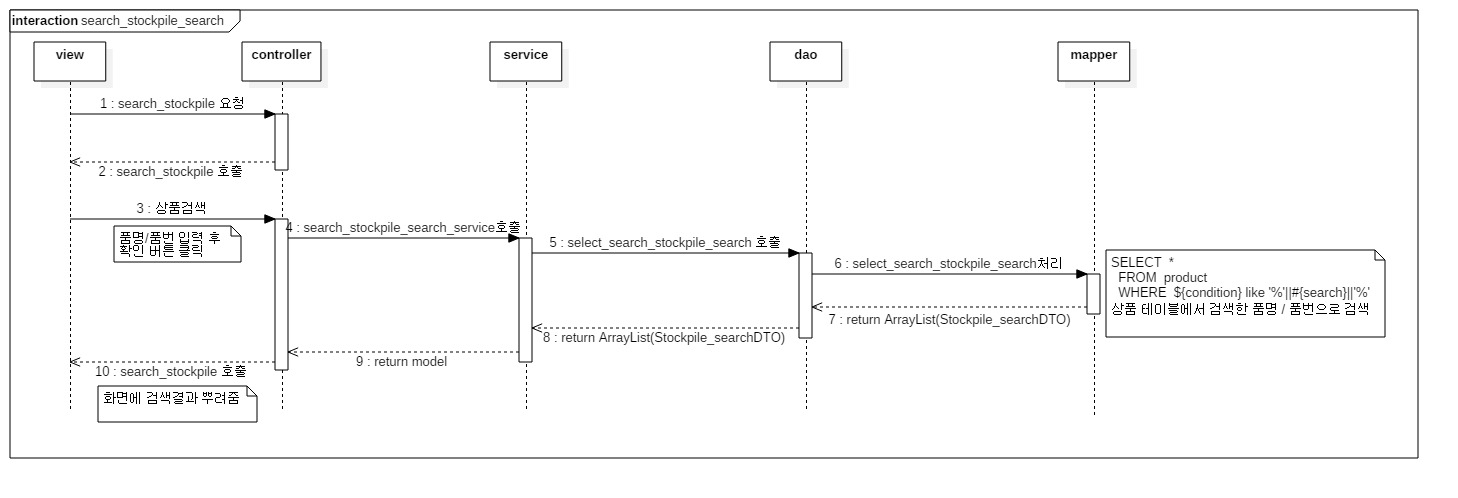 interaction search_stockpile_search
view
controller
service
dao
mapper
1 : search_stockpile 요청
2 : search_stockpile 호출
3 : 상품검색
품명/품번 입력 후
확인 버튼 클릭
4 : search_stockpile_search_service호출
5 : select_search_stockpile_search 호출
6 : select_search_stockpile_search처리
SELECT *
FROM product
WHERE ${condition} like '%'||#{search}||'%'
상품 테이블에서 검색한 품명 / 품번으로 검색
7 : return ArrayList(Stockpile_searchDTO)
8 : return ArrayList(Stockpile_searchDTO)
9 : return model
10 : search_stockpile 호출
화면에 검색결과 뿌려줌